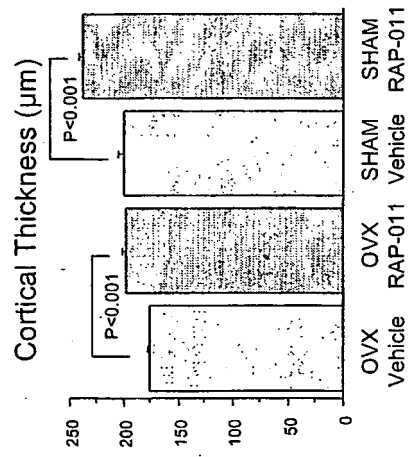 Cortical Thickness (µm)
P<0.001
P<0.001
250
200
150
100
50
0
OVX
Vehicle
OVX
RAP-011
SHAM
Vehicle
SHAM
RAP-011